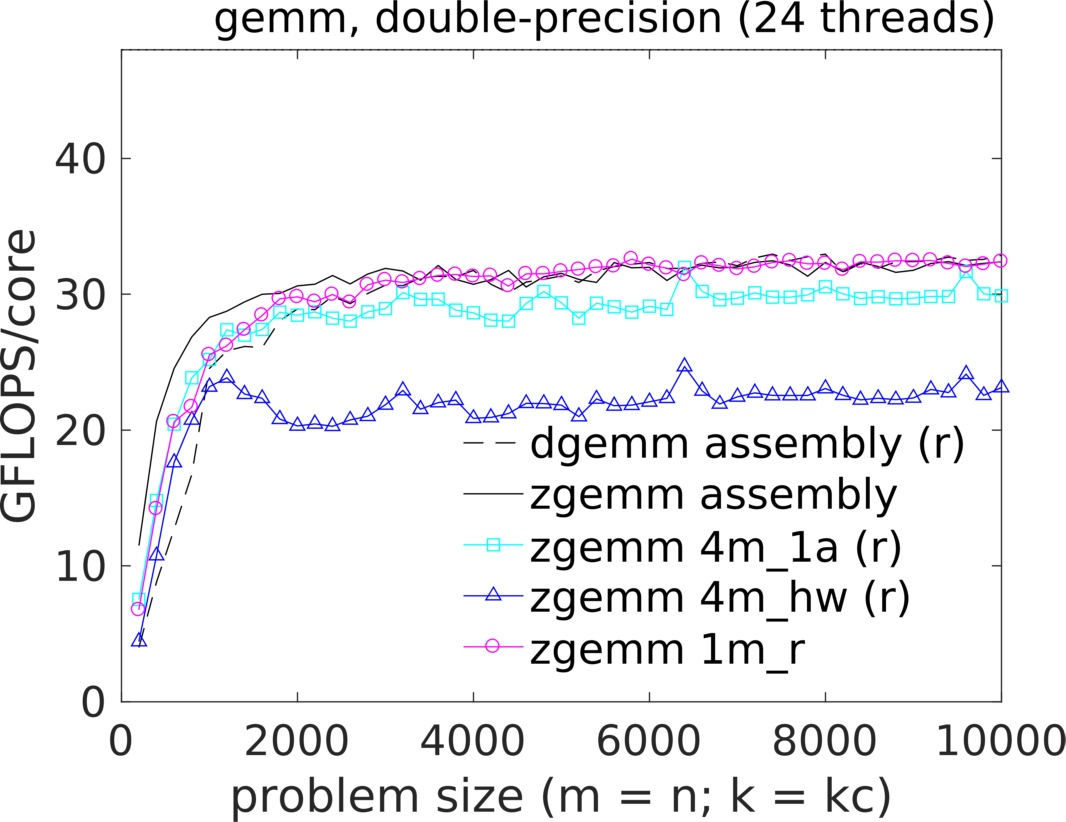 gemm, double-precision (24 threads)
GFLOPS/core
40
30
20
10
0
dgemm assembly (r)
zgemm assembly
zgemm 4m_1a (r)
zgemm 4m_hw (r)
zgemm 1m_r
0 2000 4000 6000 8000 10000
problem size (m = n; k = kc)